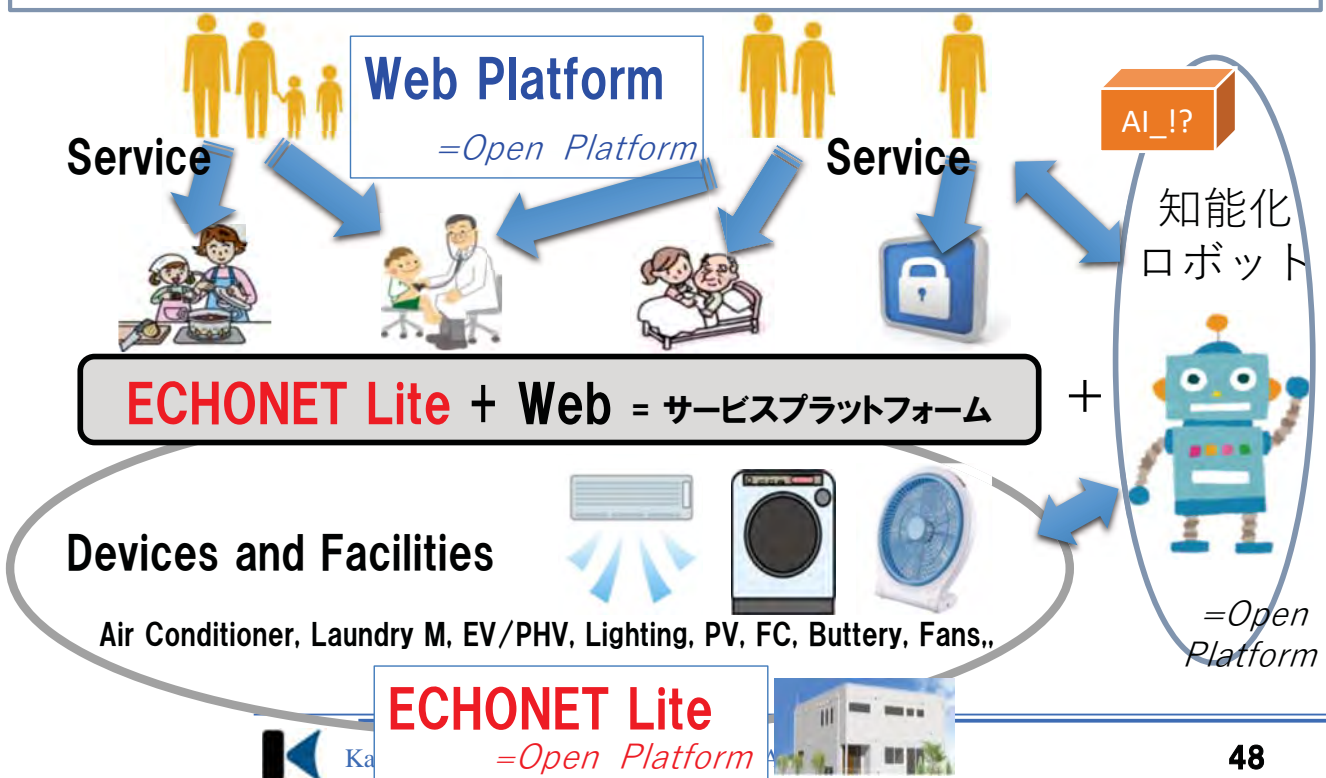 Web Platform
=Open Platform
Service
Service
AI_!?
知能化
ロボット
ECHONET Lite + Web = サービスプラットフォーム
+
Devices and Facilities
Air Conditioner, Laundry M, EV/PHV, Lighting, PV, FC, Buttery, Fans,,
=Open
Platform
ECHONET Lite
=Open Platform
Ka
48